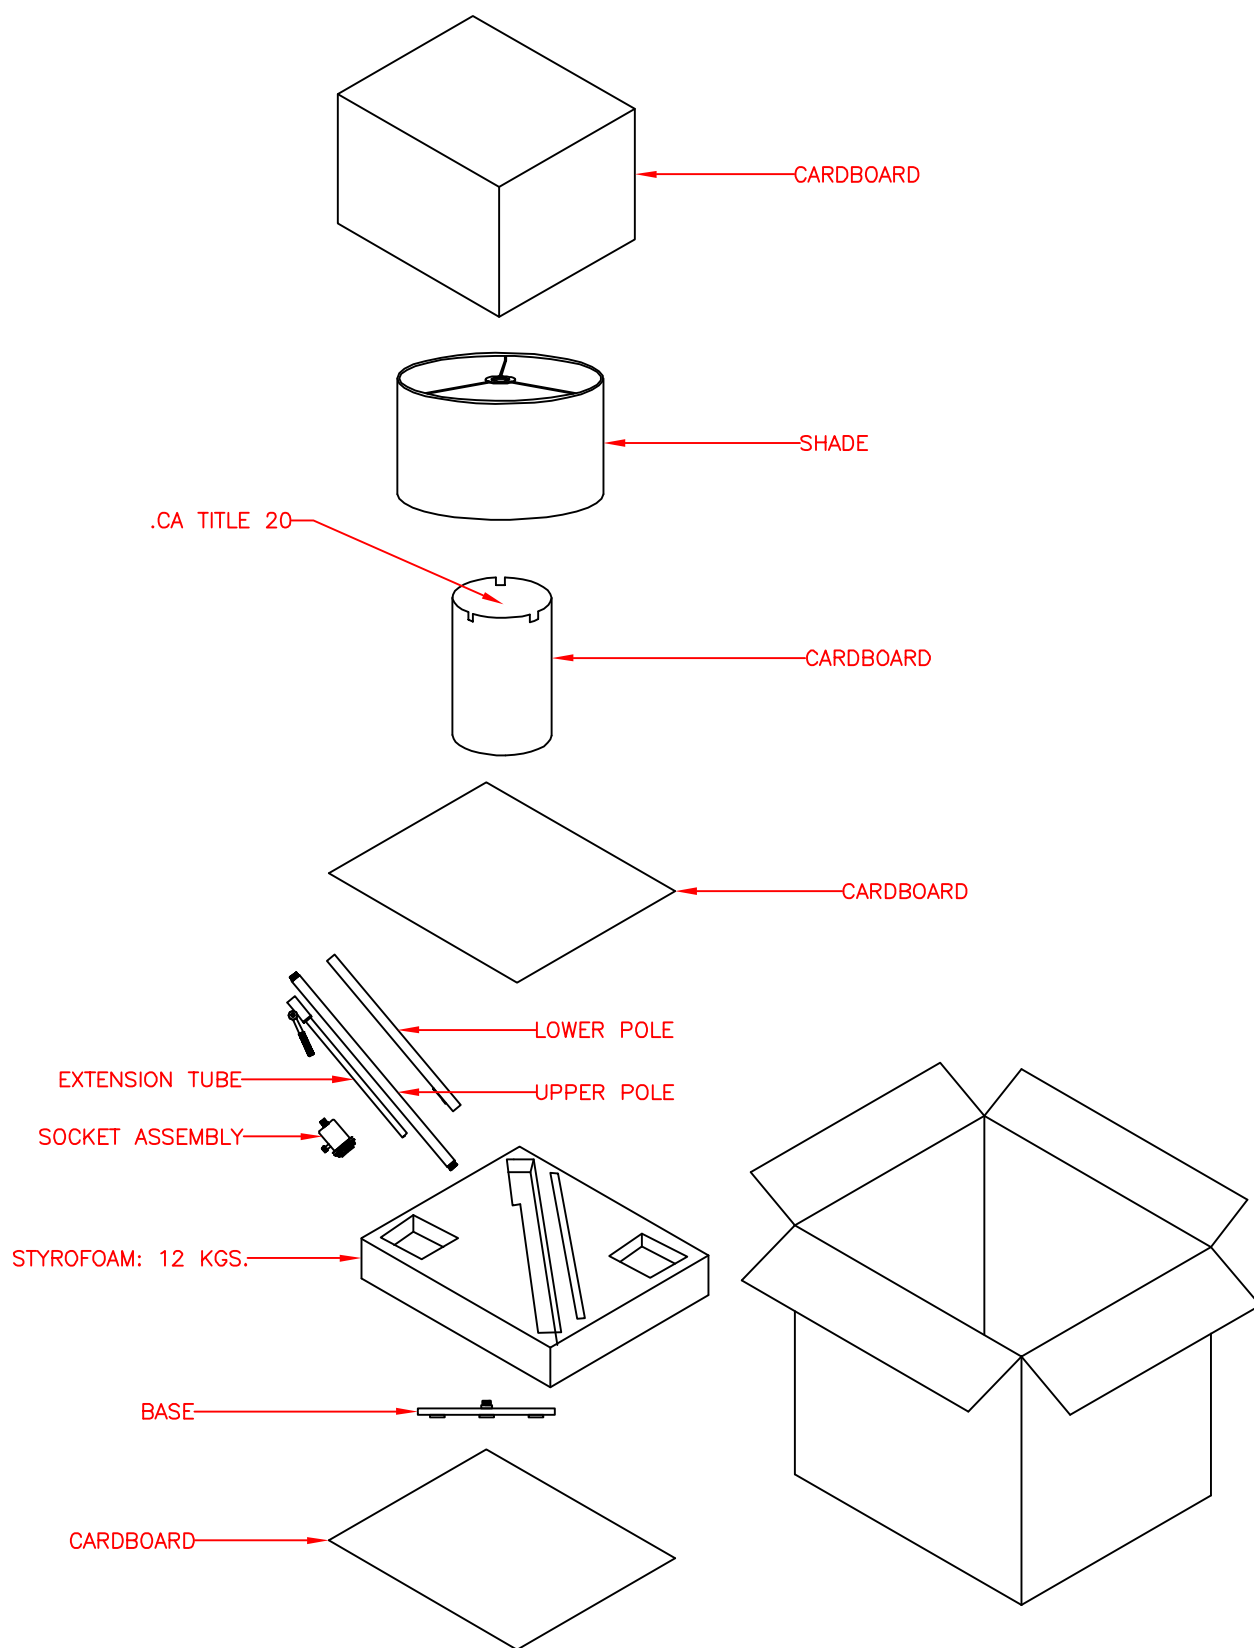 CARDBOARD
SHADE
.CA TITLE 20
CARDBOARD
CARDBOARD
LOWER POLE
EXTENSION TUBE
UPPER POLE
SOCKET ASSEMBLY
STYROFOAM: 12 KGS.
BASE
CARDBOARD